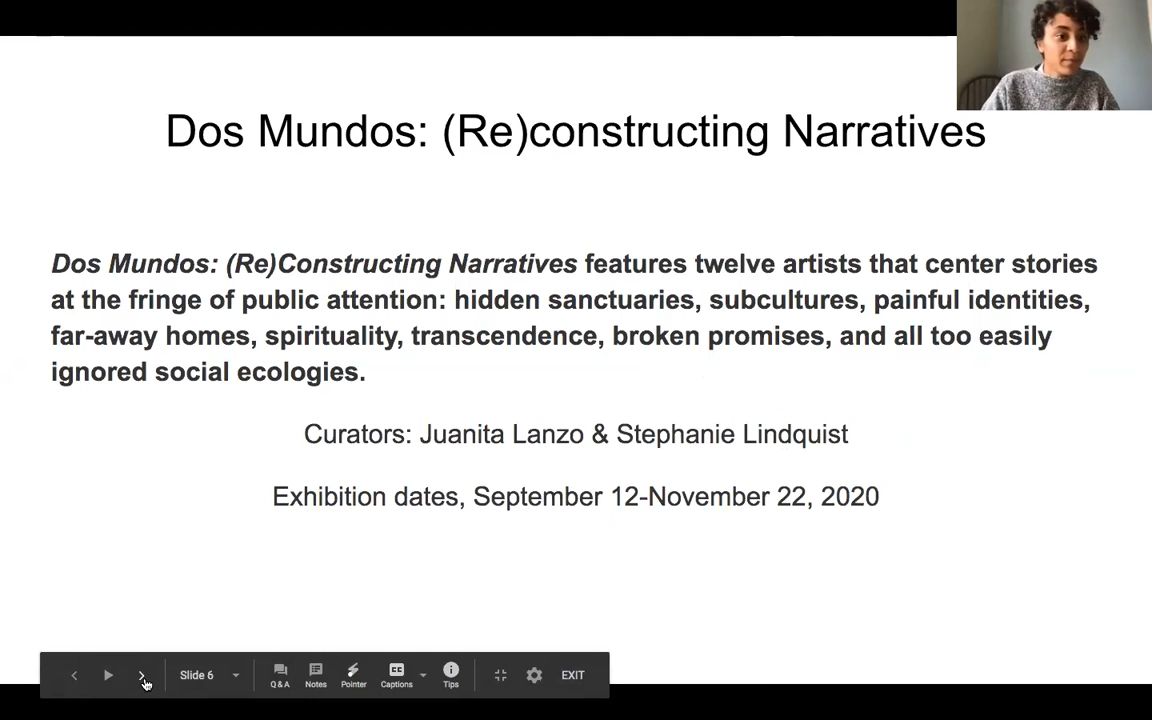 Dos Mundos: (Re)constructing Narratives
Dos Mundos: (Re)Constructing Narratives features twelve artists that center stories
at the fringe of public attention: hidden sanctuaries, subcultures, painful identities,
far-away homes, spirituality, transcendence, broken promises, and all too easily
ignored social ecologies.
Curators: Juanita Lanzo & Stephanie Lindquist
Exhibition dates, September 12-November 22, 2020
Slide 6
Q&A
Notes
Pointer
CC
Captions
Tips
EXIT